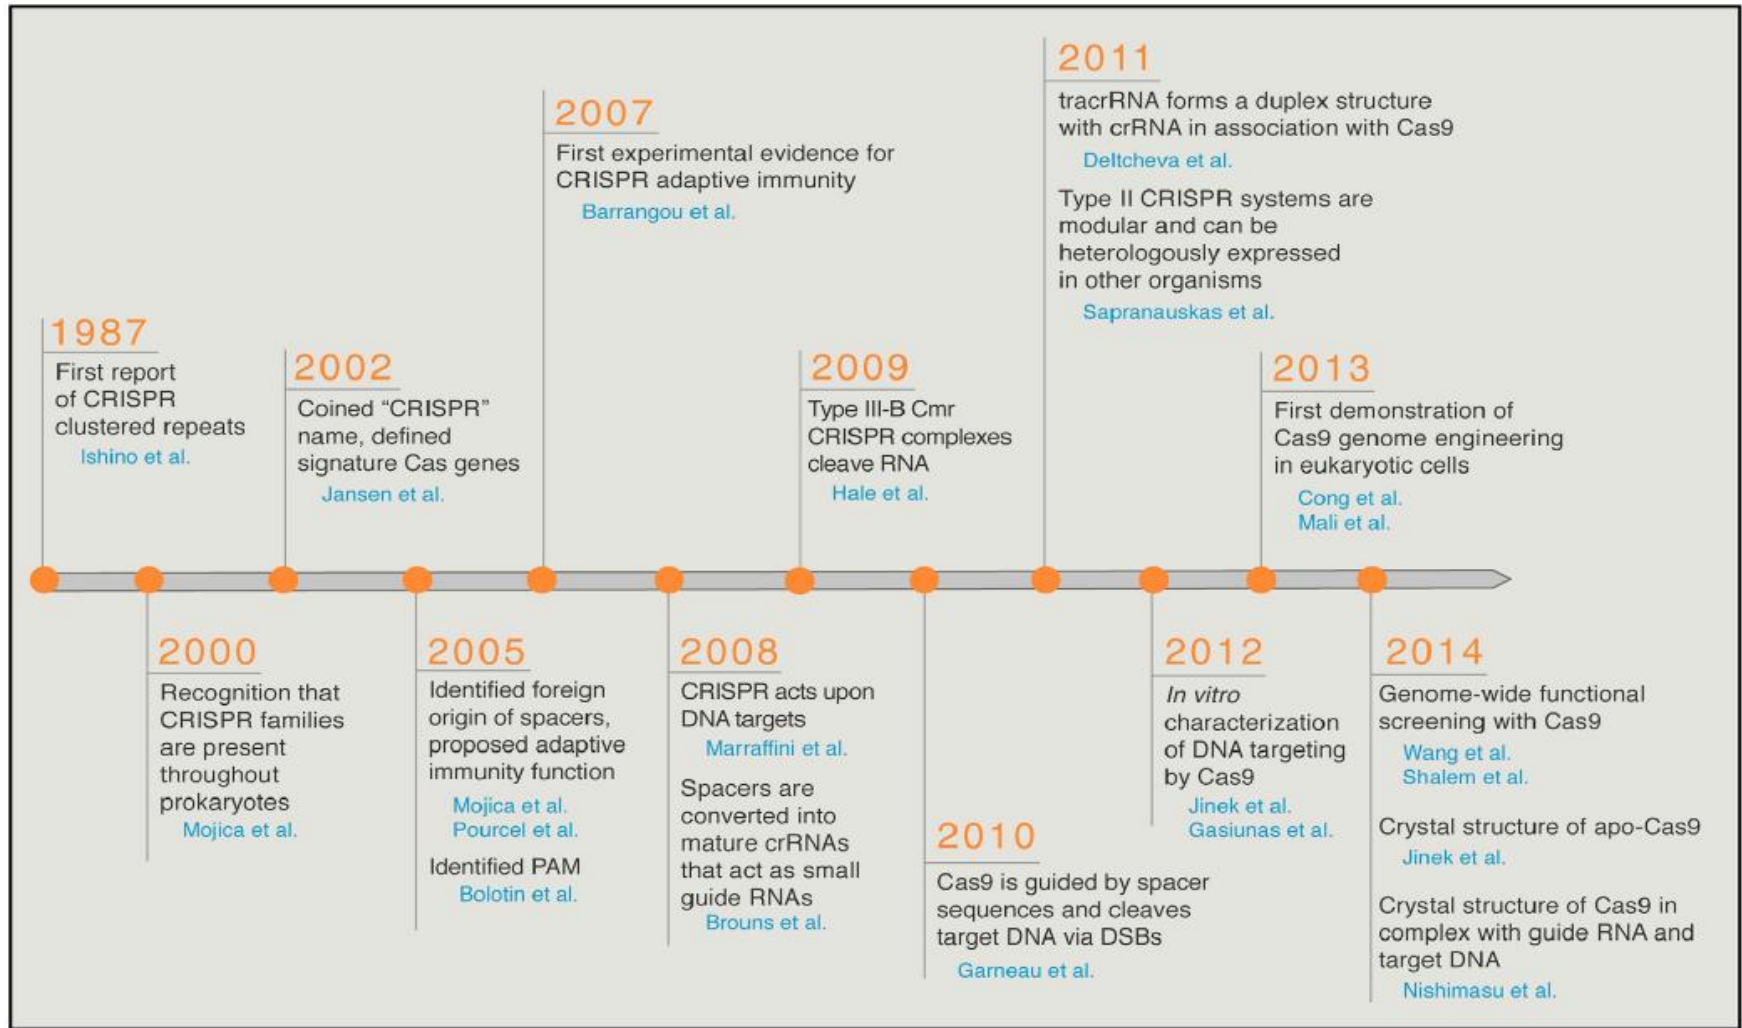 1987
First report
of CRISPR
clustered repeats
Ishino et al.
2000
Recognition that
CRISPR families
are present
throughout
prokaryotes
Mojica et al.
2002
Coined “CRISPR”
name, defined
signature Cas genes
Jansen et al.
2005
Identified foreign
origin of spacers,
proposed adaptive
immunity function
Mojica et al.
Pourcel et al.
Identified PAM
Bolotin et al.
2007
First experimental evidence for
CRISPR adaptive immunity
Barrangou et al.
2008
CRISPR acts upon
DNA targets
Marraffini et al.
Spacers are
converted into
mature crRNAs
that act as small
guide RNAs
Brouns et al.
2009
Type III-B Cmr
CRISPR complexes
cleave RNA
Hale et al.
2010
Cas9 is guided by spacer
sequences and cleaves
target DNA via DSBs
Garneau et al.
2011
tracrRNA forms a duplex structure
with crRNA in association with Cas9
Deltcheva et al.
Type II CRISPR systems are
modular and can be
heterologously expressed
in other organisms
Sapranauskas et al.
2012
In vitro
characterization
of DNA targeting
by Cas9
Jinek et al.
Gasiunas et al.
2013
First demonstration of
Cas9 genome engineering
in eukaryotic cells
Cong et al.
Mali et al.
2014
Genome-wide functional
screening with Cas9
Wang et al.
Shalem et al.
Crystal structure of apo-Cas9
Jinek et al.
Crystal structure of Cas9 in
complex with guide RNA and
target DNA
Nishimasu et al.